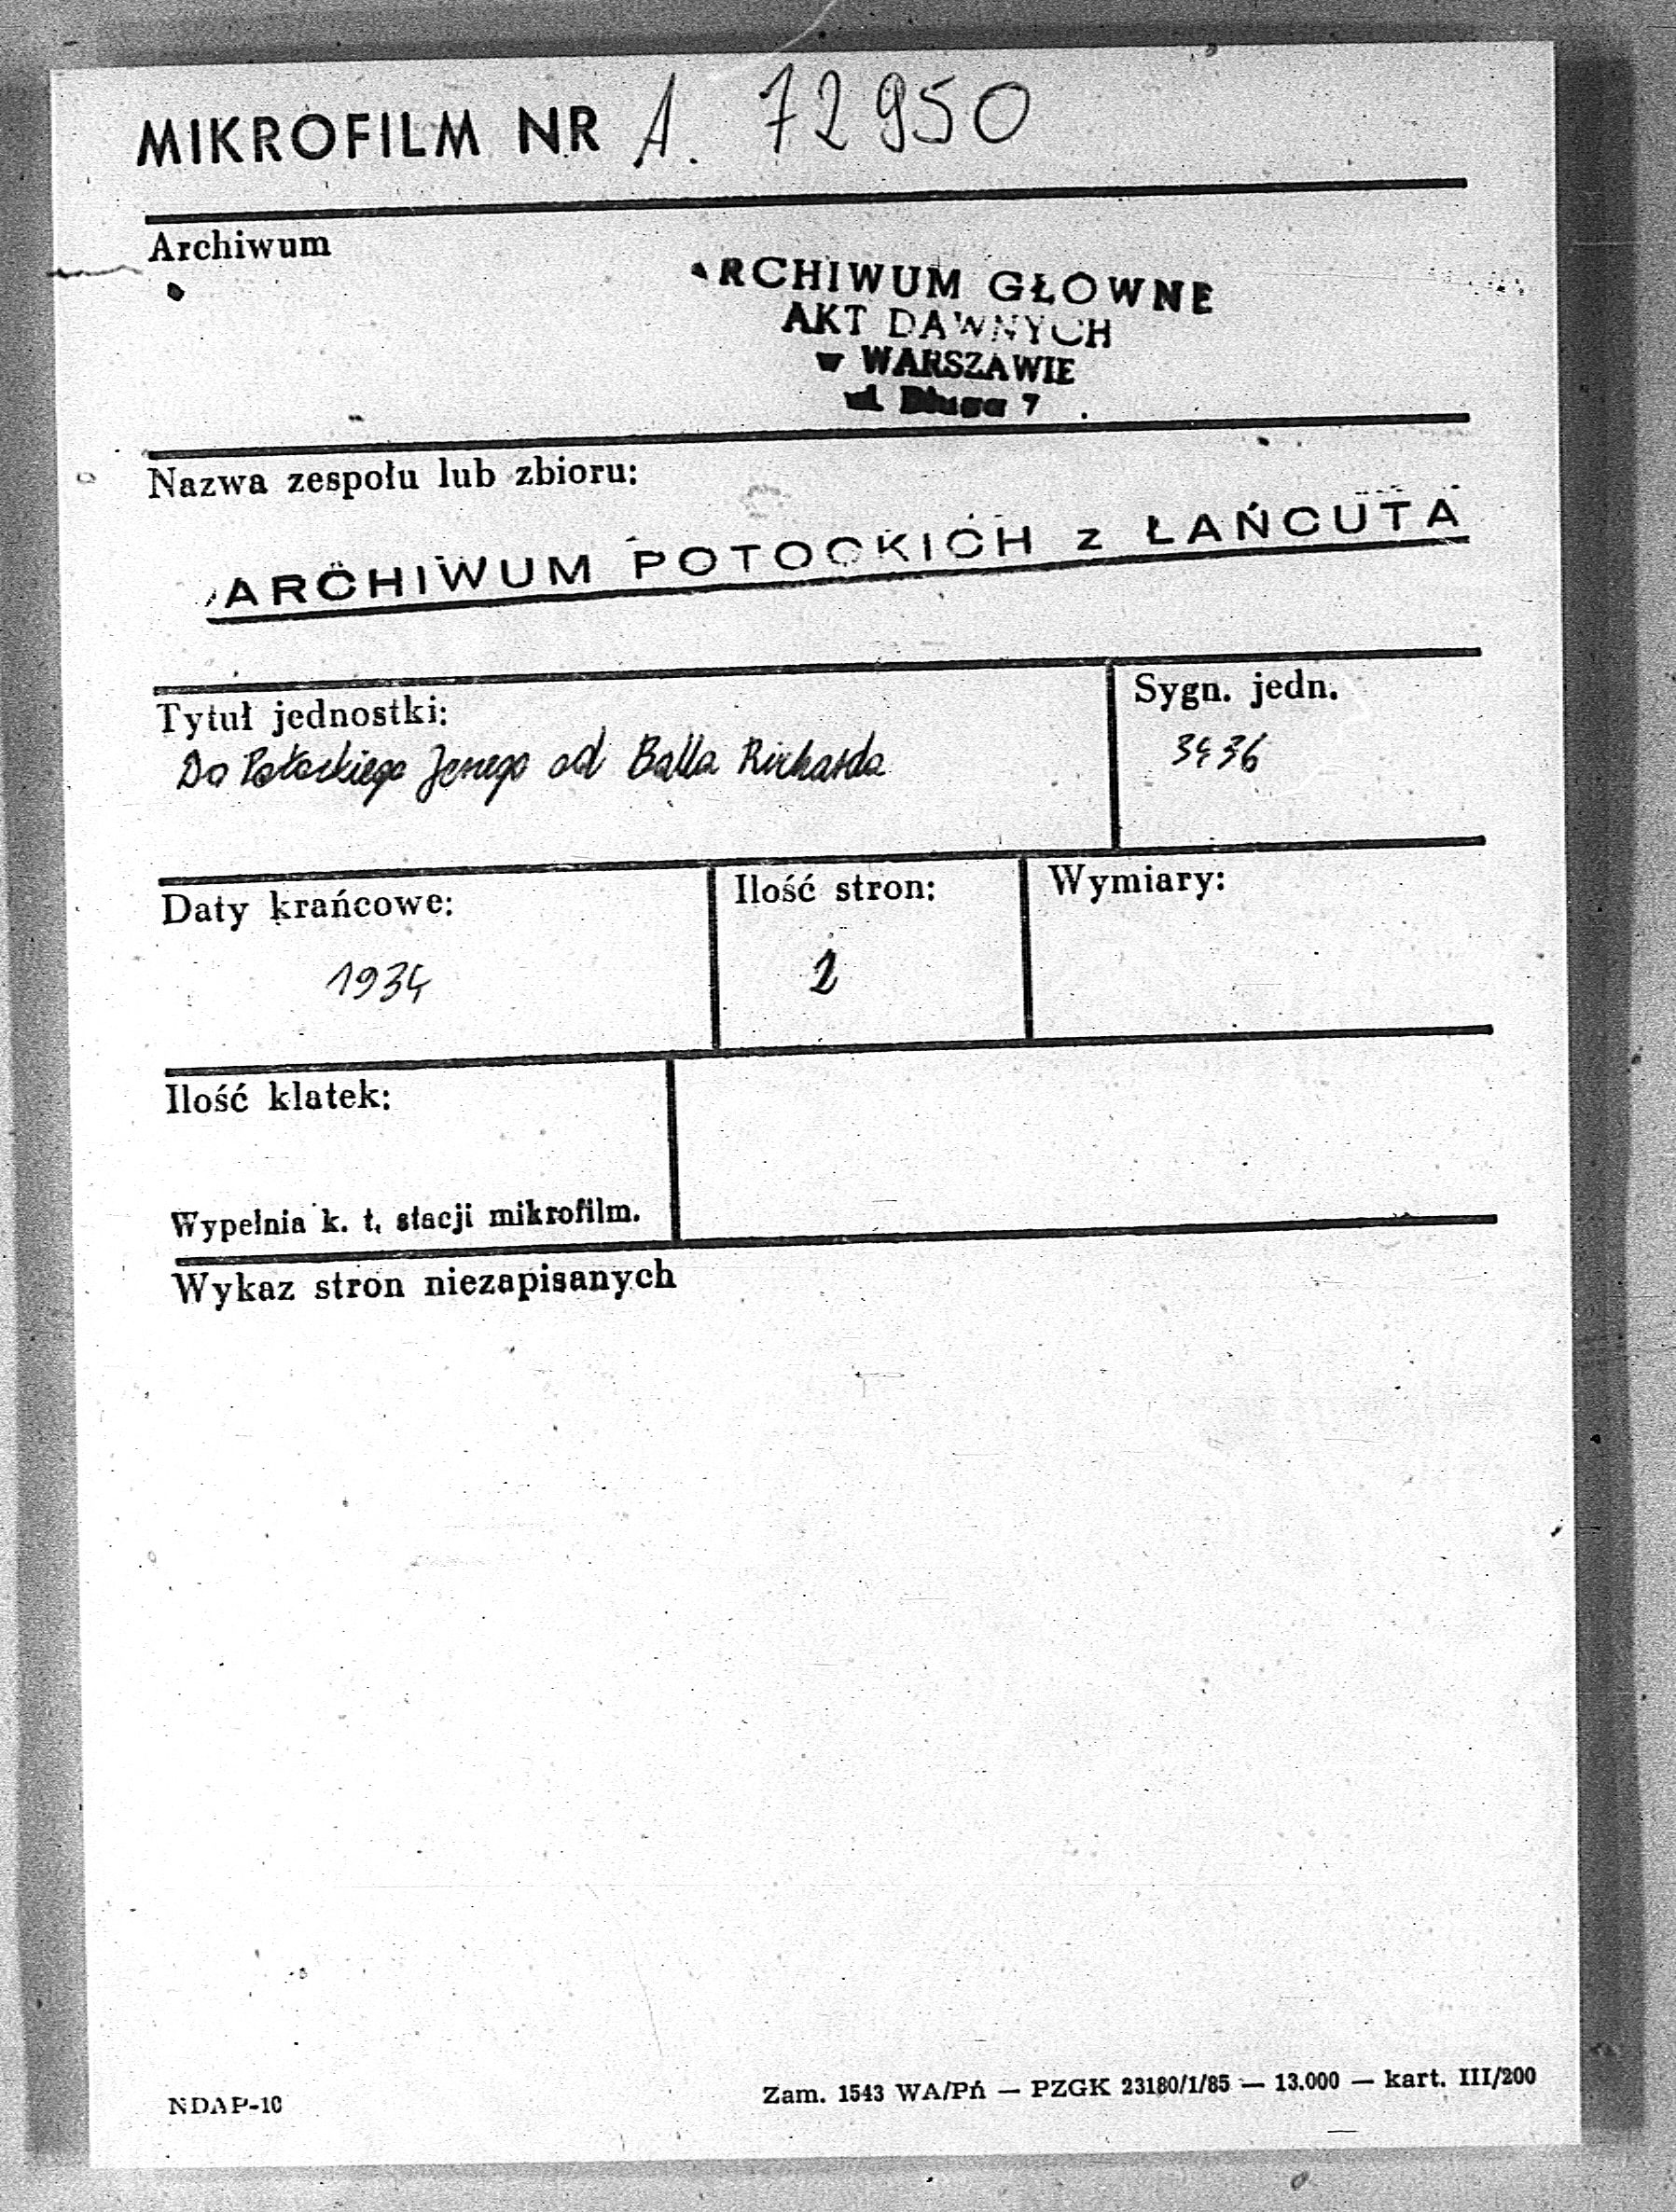 MIKROFILM NR A. 72950
Archiwum
ARCHIWUM GŁOWNE
AKT DAWNYCH
w WARSZAWIE
ul Długa 7
Nazwa zespołu lub zbioru:
ARCHIWUM POTOCKICH z ŁAŃCUTA
Tytuł jednostki:
Do Potockiego Jerzego od Balla Richarda
Sygn. jedn.
3436
Daty krańcowe:
1934
Ilość stron:
2
Wymiary:
Ilość klatek:
Wypełnia k. t. stacji mikrofilm.
Wykaz stron niezapisanych
NDAP-10
Zam. 1543 WA/Pń — PZGK 23180/1/85 — 13.000 — kart. III/200